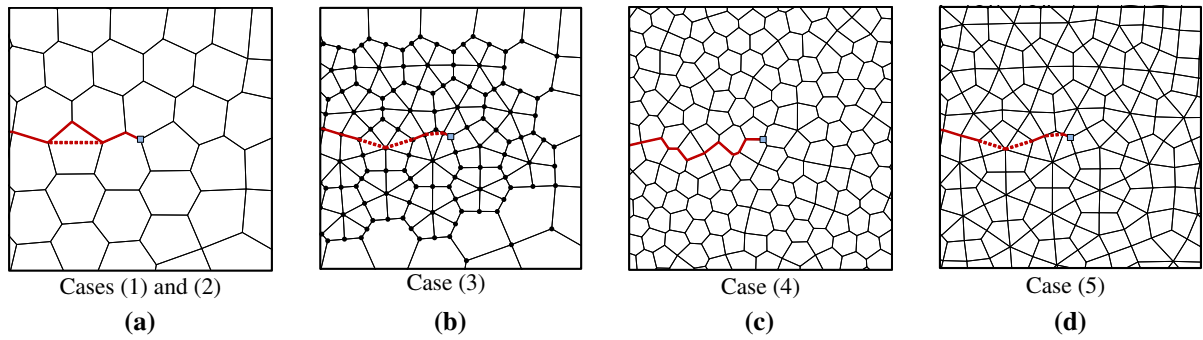 Cases (1) and (2)
Case (3)
Case (4)
Case (5)
(a)
(b)
(c)
(d)